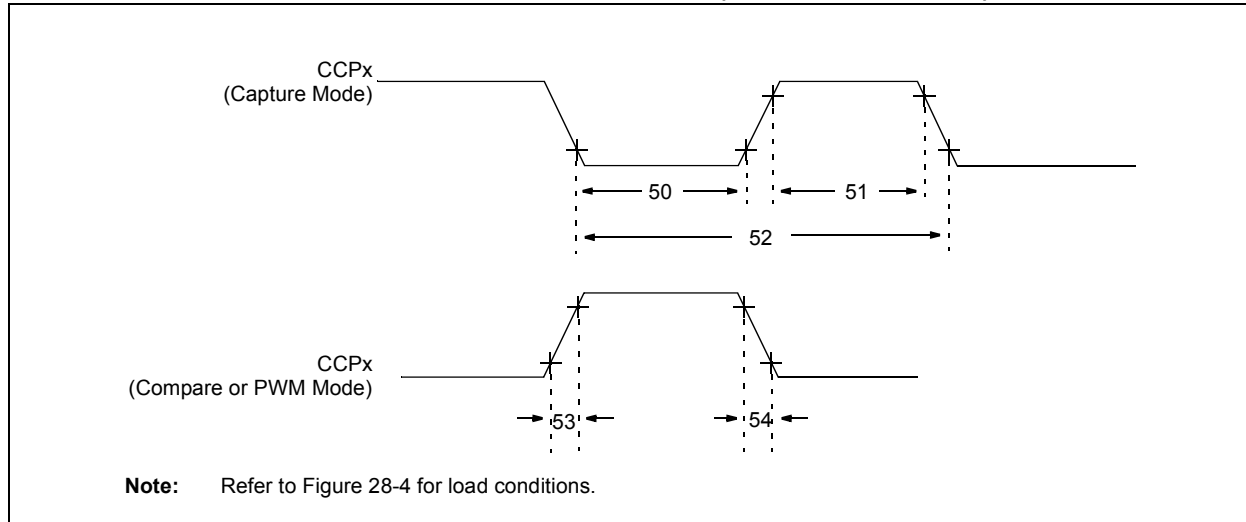 CCPx
(Capture Mode)
50
51
52
CCPx
(Compare or PWM Mode)
53
54
Note: Refer to Figure 28-4 for load conditions.